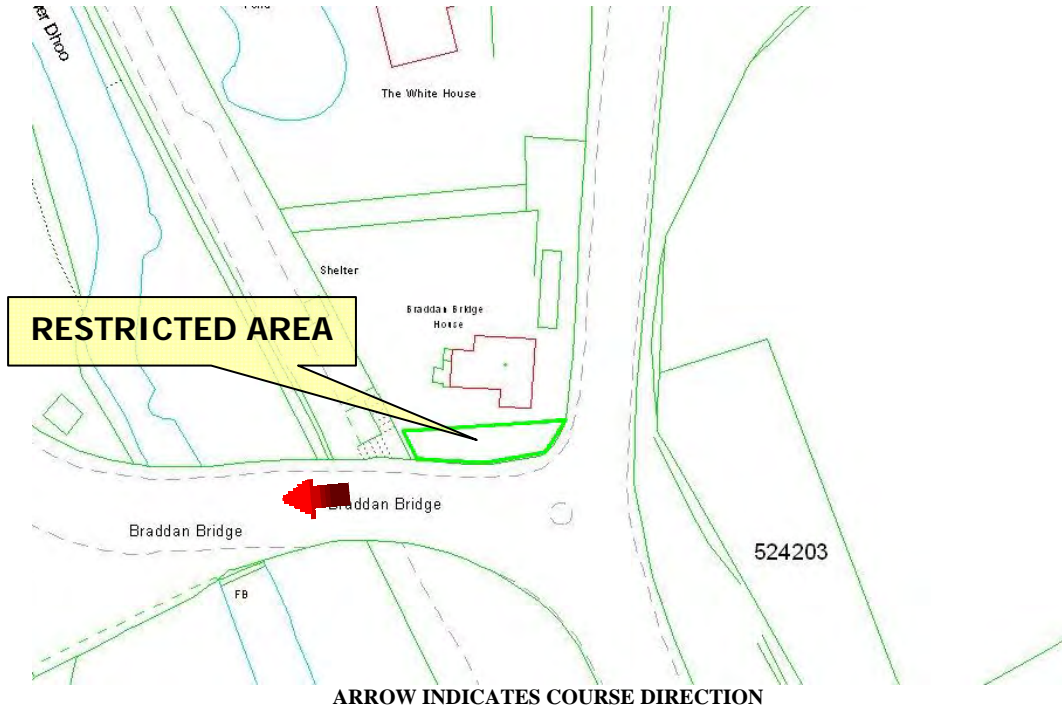 er Dhoo
The White House
Shelter
Braddan Bridge
House
RESTRICTED AREA
Braddan Bridge
Braddan Bridge
524203
FB
ARROW INDICATES COURSE DIRECTION